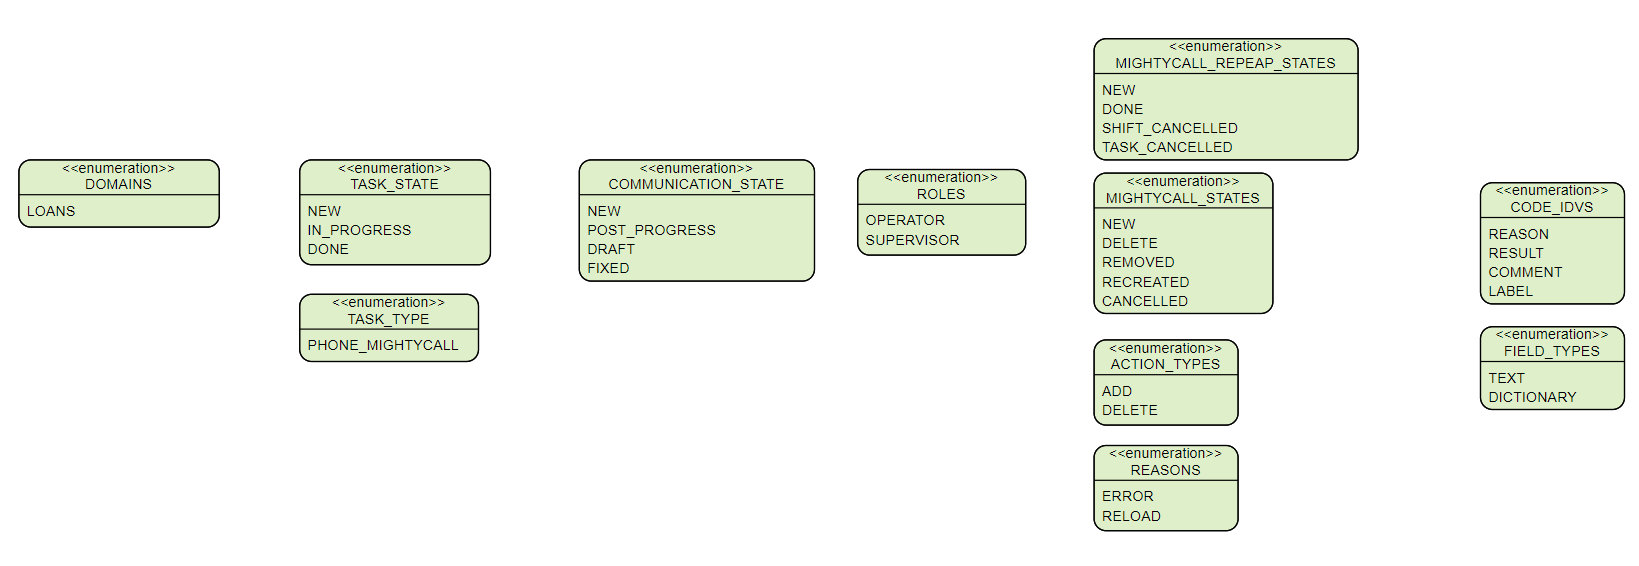 <<enumeration>>
DOMAINS
LOANS
<<enumeration>>
TASK_STATE
NEW
IN_PROGRESS
DONE
<<enumeration>>
TASK_TYPE
PHONE_MIGHTYCALL
<<enumeration>>
COMMUNICATION_STATE
NEW
POST_PROGRESS
DRAFT
FIXED
<<enumeration>>
ROLES
OPERATOR
SUPERVISOR
<<enumeration>>
MIGHTYCALL_REPEAP_STATES
NEW
DONE
SHIFT_CANCELLED
TASK_CANCELLED
<<enumeration>>
MIGHTYCALL_STATES
NEW
DELETE
REMOVED
RECREATED
CANCELLED
<<enumeration>>
ACTION_TYPES
ADD
DELETE
<<enumeration>>
REASONS
ERROR
RELOAD
<<enumeration>>
CODE_IDVS
REASON
RESULT
COMMENT
LABEL
<<enumeration>>
FIELD_TYPES
TEXT
DICTIONARY